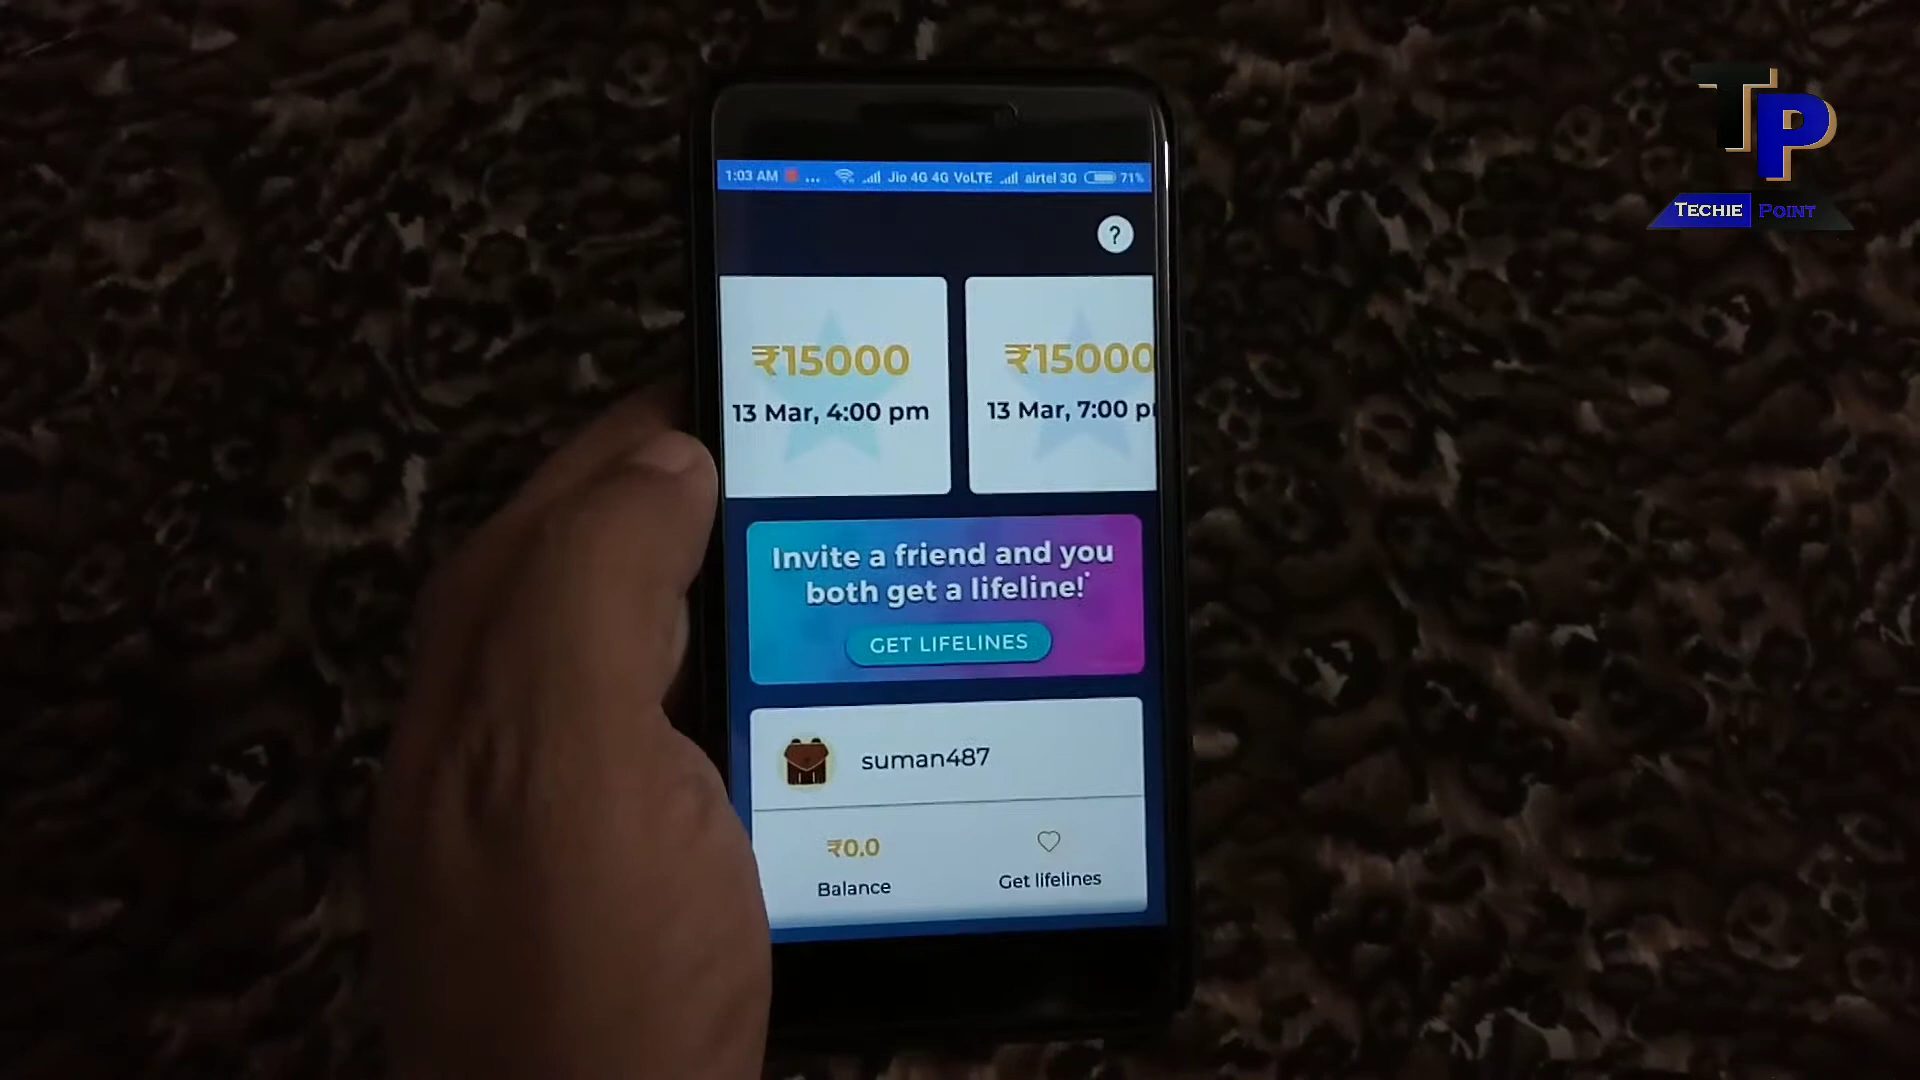 TP
TECHIE POINT
1:03 AM ... Jio 4G 4G VoLTE airtel 3G 71%
?
₹15000
13 Mar, 4:00 pm
₹15000
13 Mar, 7:00 p
Invite a friend and you
both get a lifeline!*
GET LIFELINES
suman487
₹0.0
Balance
Get lifelines